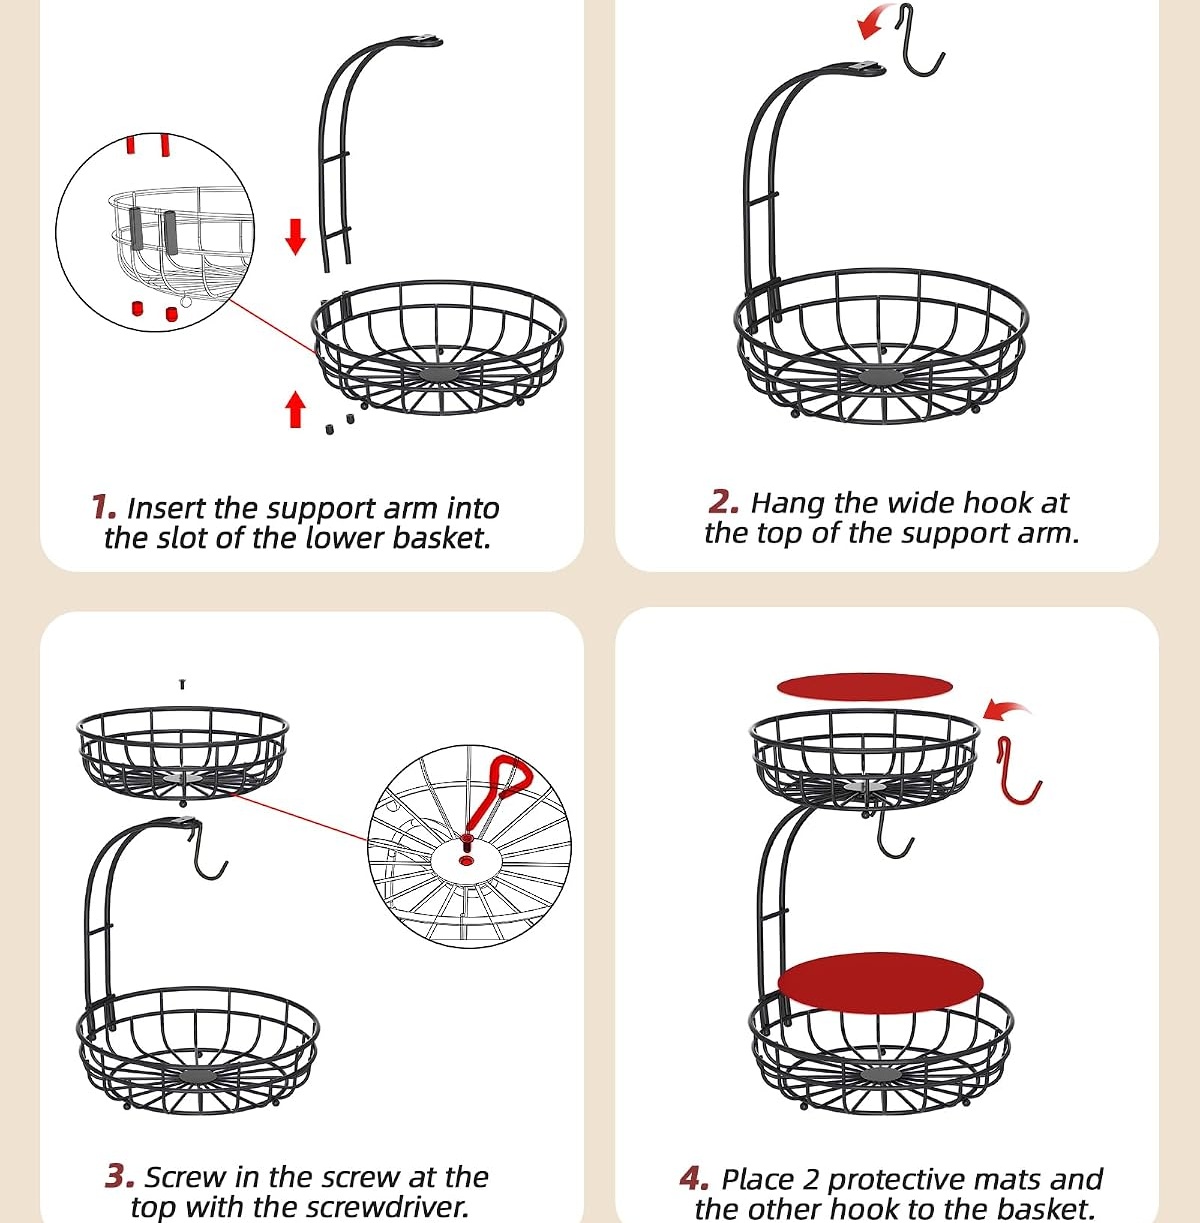 1. Insert the support arm into
the slot of the lower basket.
2. Hang the wide hook at
the top of the support arm.
3. Screw in the screw at the
top with the screwdriver.
4. Place 2 protective mats and
the other hook to the basket.